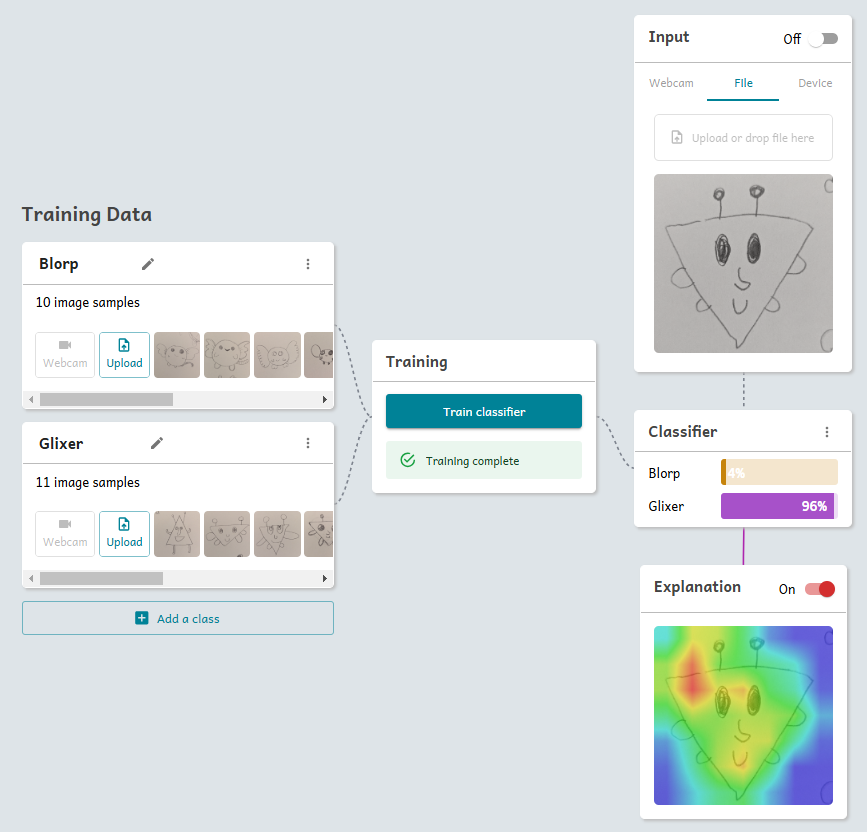 Training Data
Blorp
10 image samples
Webcam
Upload
Glixer
11 image samples
Webcam
Upload
Add a class
Training
Train classifier
Training complete
Input
Off
Webcam
File
Device
Upload or drop file here
Classifier
Blorp
4%
Glixer
96%
Explanation
On